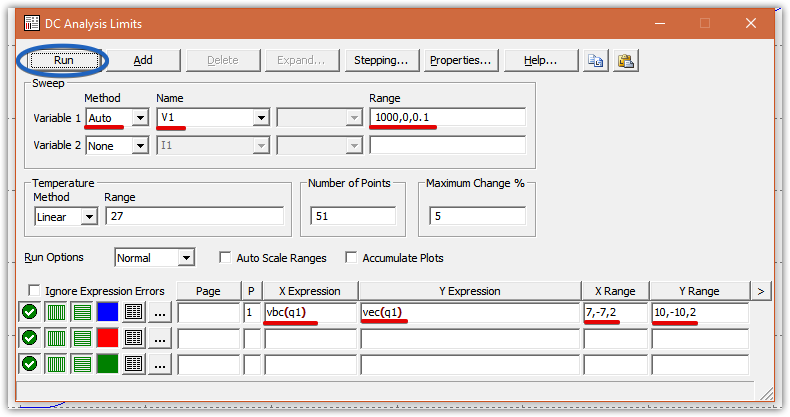 DC Analysis Limits
Run Add Delete Expand... Stepping... Properties... Help...
Sweep
Method Name Range
Variable 1 Auto V1 1000,0,0.1
Variable 2 None I1
Temperature Number of Points Maximum Change %
Method Range
Linear 27 51 5
Run Options Normal Auto Scale Ranges Accumulate Plots
Ignore Expression Errors Page P X Expression Y Expression X Range Y Range >
... 1 vbc(q1) vec(q1) 7,-7,2 10,-10,2
...
...